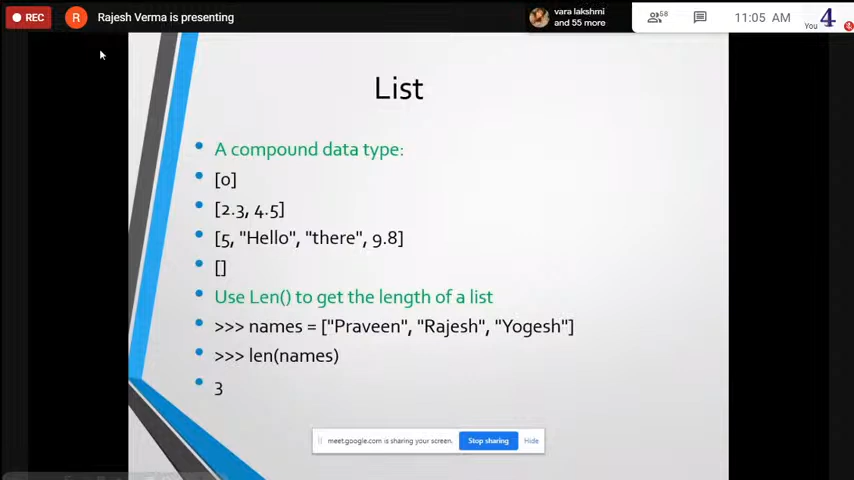 REC
R
Rajesh Verma is presenting
vara lakshmi
and 55 more
58
11:05 AM
You
4
List
A compound data type:
[0]
[2.3, 4.5]
[5, "Hello", "there", 9.8]
[]
Use Len() to get the length of a list
>>> names = ["Praveen", "Rajesh", "Yogesh"]
>>> len(names)
3
meet.google.com is sharing your screen.
Stop sharing
Hide